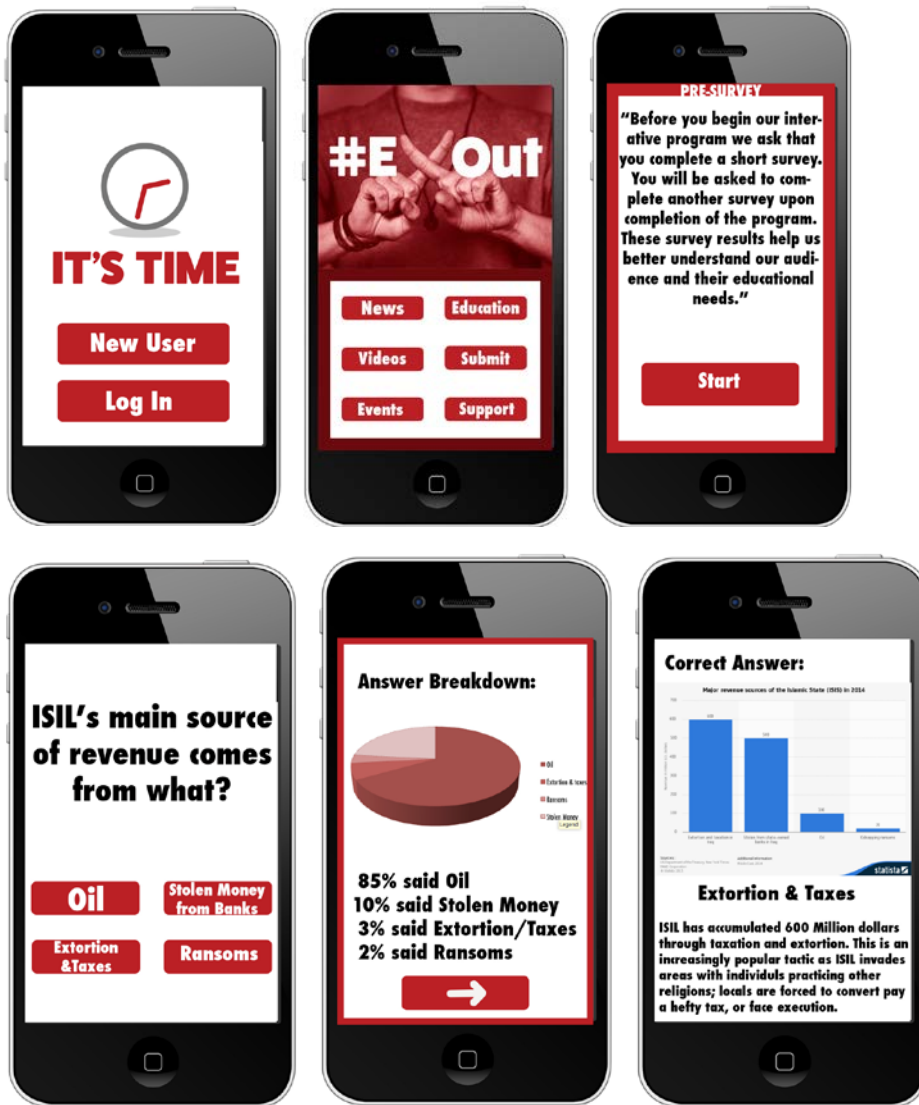 IT'S TIME
New User
Log In
#E Out
News
Education
Videos
Submit
Events
Support
PRE-SURVEY
“Before you begin our inter-
ative program we ask that
you complete a short survey.
You will be asked to com-
plete another survey upon
completion of the program.
These survey results help us
better understand our audi-
ence and their educational
needs.”
Start
ISIL's main source
of revenue comes
from what?
Oil
Stolen Money
from Banks
Extortion
&Taxes
Ransoms
Answer Breakdown:
Oil
Extortion & taxes
Ransoms
Stolen Money
Legend
85% said Oil
10% said Stolen Money
3% said Extortion/Taxes
2% said Ransoms
Correct Answer:
Major revenue sources of the Islamic State (ISIS) in 2014
statista
Extortion & Taxes
ISIL has accumulated 600 Million dollars
through taxation and extortion. This is an
increasingly popular tactic as ISIL invades
areas with individuls practicing other
religions; locals are forced to convert pay
a hefty tax, or face execution.